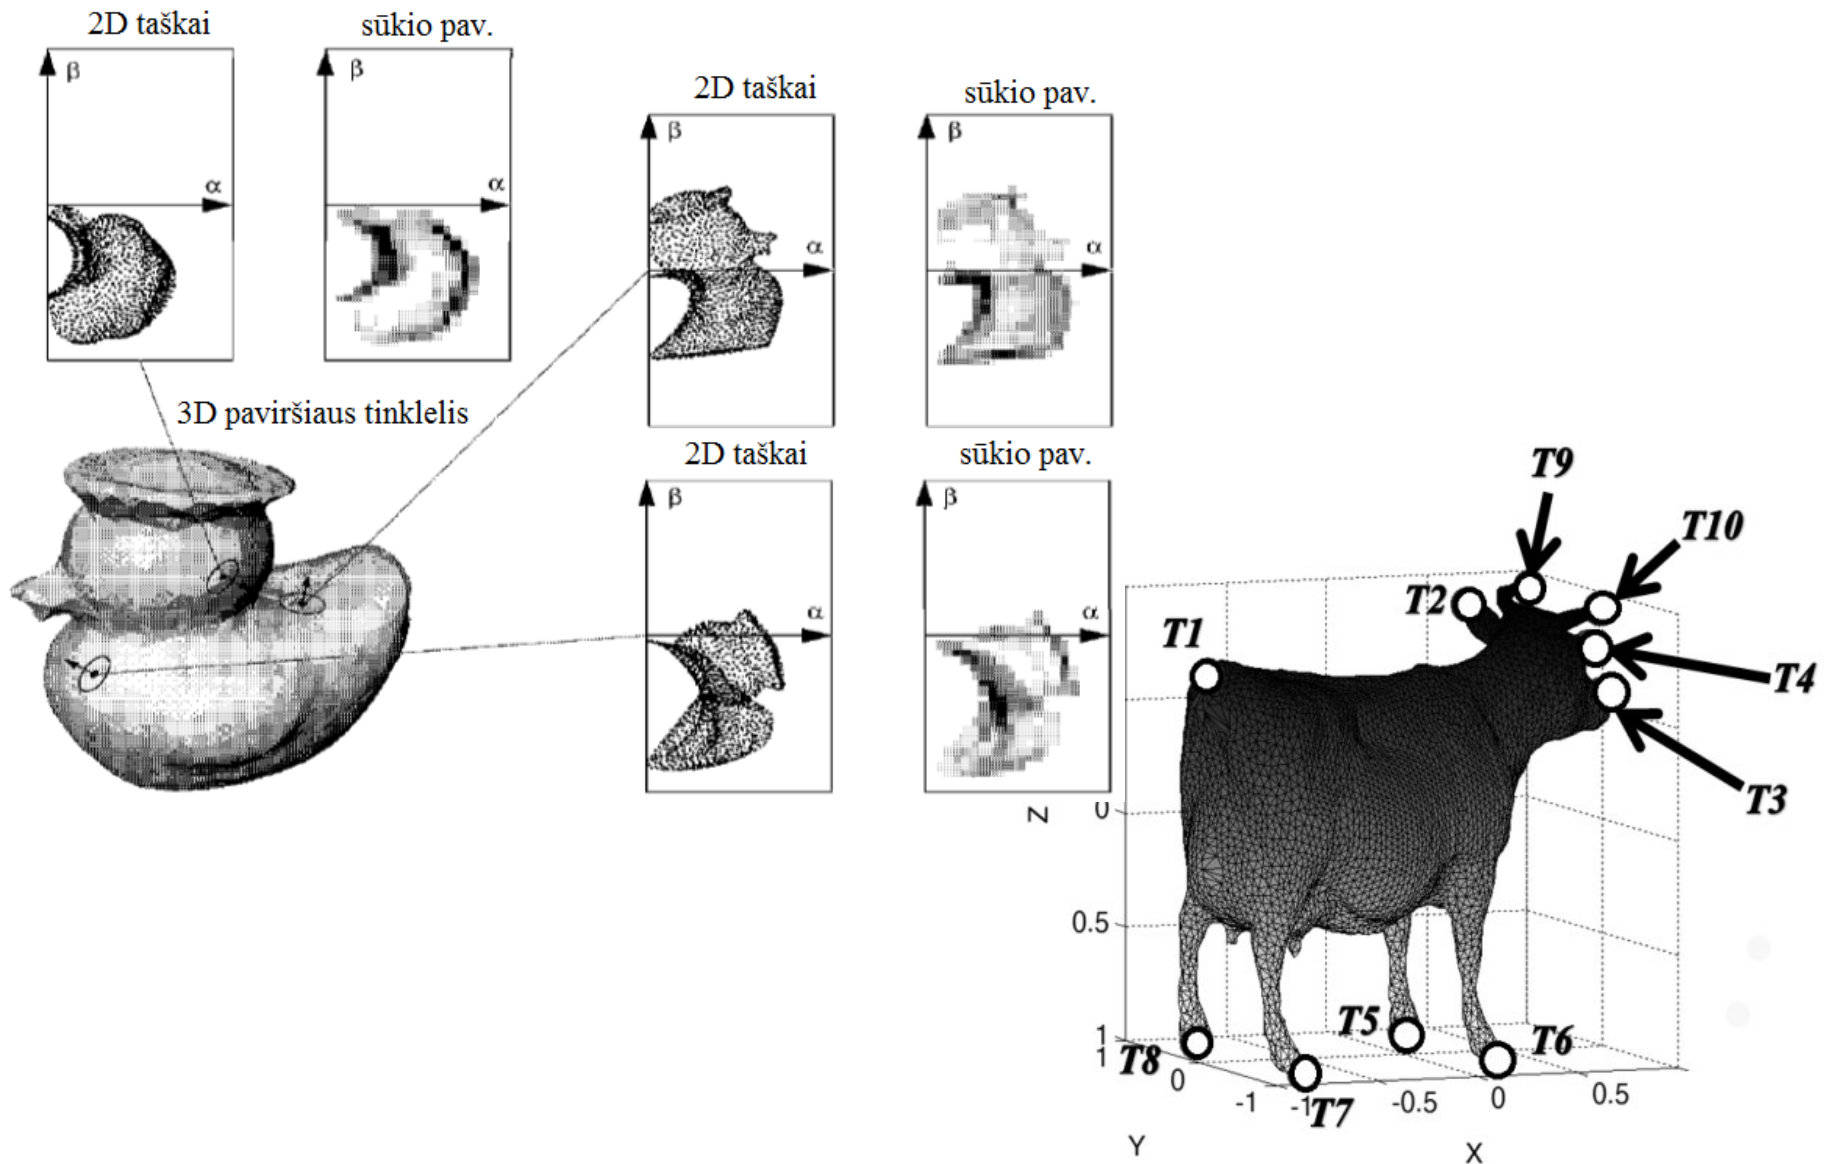 2D taškai
sūkio pav.
β
α
β
α
2D taškai
sūkio pav.
β
α
β
α
3D paviršiaus tinklelis
2D taškai
sūkio pav.
β
α
β
α
T9
T10
T2
T1
T4
T3
Z
0
0.5
1
1
0
-1
-1
-0.5
0
0.5
T5
T6
T8
T7
Y
X